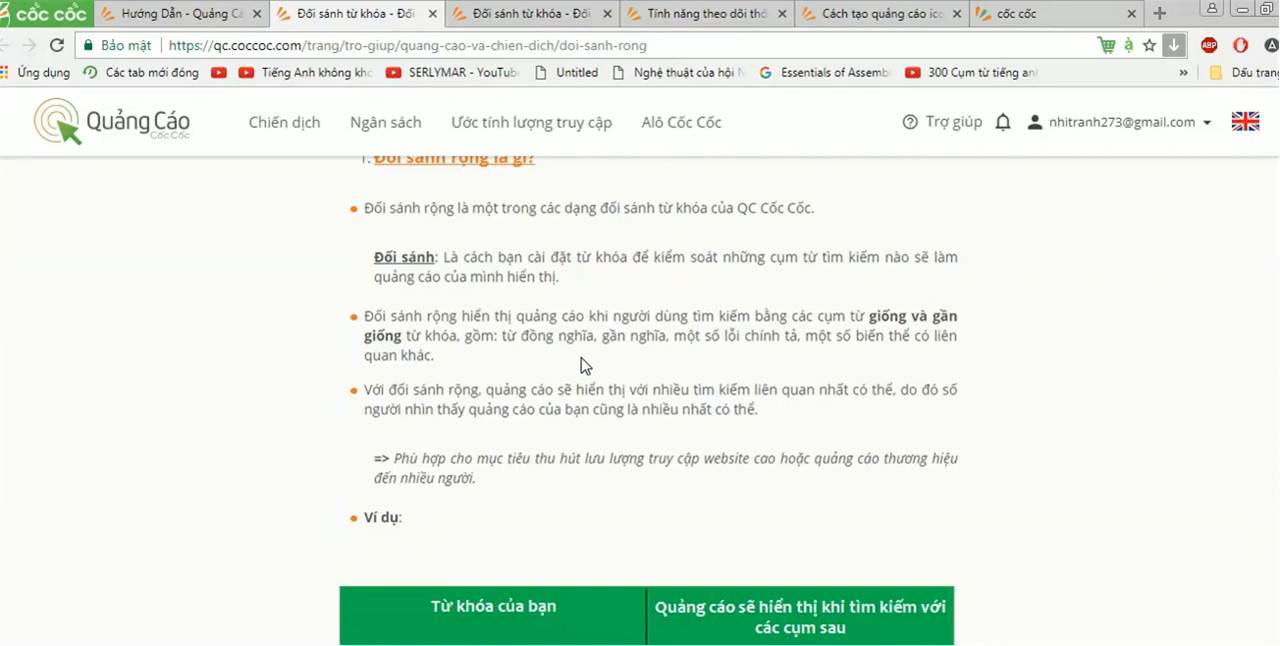 cốc cốc
Hướng Dẫn - Quảng C
Đối sánh từ khóa - Đối
Đối sánh từ khóa - Đối
Tính năng theo dõi
Cách tạo quảng cáo
cốc cốc
Bảo mật
https://qc.coccoc.com/trang/tro-giup/quang-cao-va-chien-dich/doi-sanh-rong
ABP
Ứng dụng
Các tab mới đóng
Tiếng Anh không
SERLYMAR - YouTub
Untitled
Nghệ thuật của hội
Essentials of Assemb
300 Cụm từ tiếng
»
Dấu trang
Quảng Cáo
Cốc Cốc
Chiến dịch
Ngân sách
Ước tính lượng truy cập
Alô Cốc Cốc
Trợ giúp
nhitranh273@gmail.com
1. Đối sánh rộng là gì?
Đối sánh rộng là một trong các dạng đối sánh từ khóa của QC Cốc Cốc.
Đối sánh: Là cách bạn cài đặt từ khóa để kiểm soát những cụm từ tìm kiếm nào sẽ làm
quảng cáo của mình hiển thị.
Đối sánh rộng hiển thị quảng cáo khi người dùng tìm kiếm bằng các cụm từ giống và gần
giống từ khóa, gồm: từ đồng nghĩa, gần nghĩa, một số lỗi chính tả, một số biến thể có liên
quan khác.
Với đối sánh rộng, quảng cáo sẽ hiển thị với nhiều tìm kiếm liên quan nhất có thể, do đó số
người nhìn thấy quảng cáo của bạn cũng là nhiều nhất có thể.
=> Phù hợp cho mục tiêu thu hút lưu lượng truy cập website cao hoặc quảng cáo thương hiệu
đến nhiều người.
Ví dụ:
Từ khóa của bạn
Quảng cáo sẽ hiển thị khi tìm kiếm với
các cụm sau